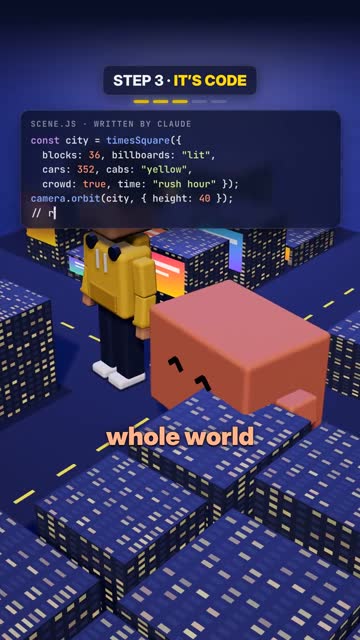 STEP 3 · IT'S CODE
SCENE.JS · WRITTEN BY CLAUDE
const city = timesSquare({
blocks: 36, billboards: "lit",
cars: 352, cabs: "yellow",
crowd: true, time: "rush hour" });
camera.orbit(city, { height: 40 });
// r
whole world